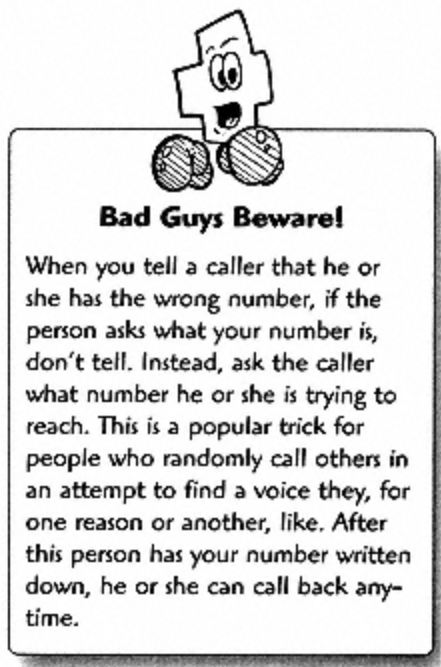 Bad Guys Beware!
When you tell a caller that he or
she has the wrong number, if the
person asks what your number is,
don't tell. Instead, ask the caller
what number he or she is trying to
reach. This is a popular trick for
people who randomly call others in
an attempt to find a voice they, for
one reason or another, like. After
this person has your number written
down, he or she can call back any-
time.